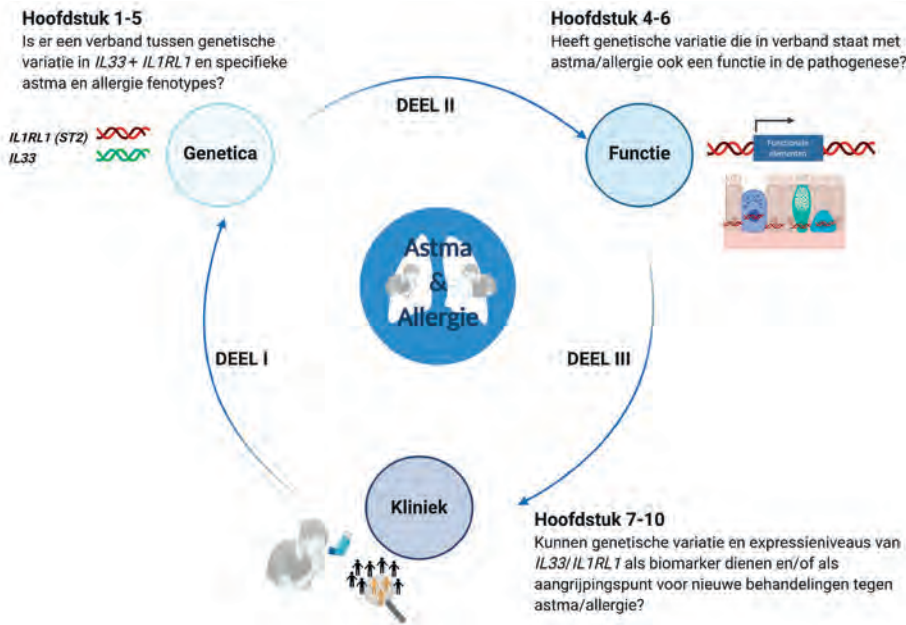 Hoofdstuk 1-5
Is er een verband tussen genetische
variatie in IL33 + IL1RL1 en specifieke
astma en allergie fenotypes?
Hoofdstuk 4-6
Heeft genetische variatie die in verband staat met
astma/allergie ook een functie in de pathogenese?
DEEL II
IL1RL1 (ST2)
IL33
Genetica
Functie
Functionele
elementen
Astma
&
Allergie
DEEL I
DEEL III
Kliniek
Hoofdstuk 7-10
Kunnen genetische variatie en expressieniveaus van
IL33/IL1RL1 als biomarker dienen en/of als
aangrijpingspunt voor nieuwe behandelingen tegen
astma/allergie?